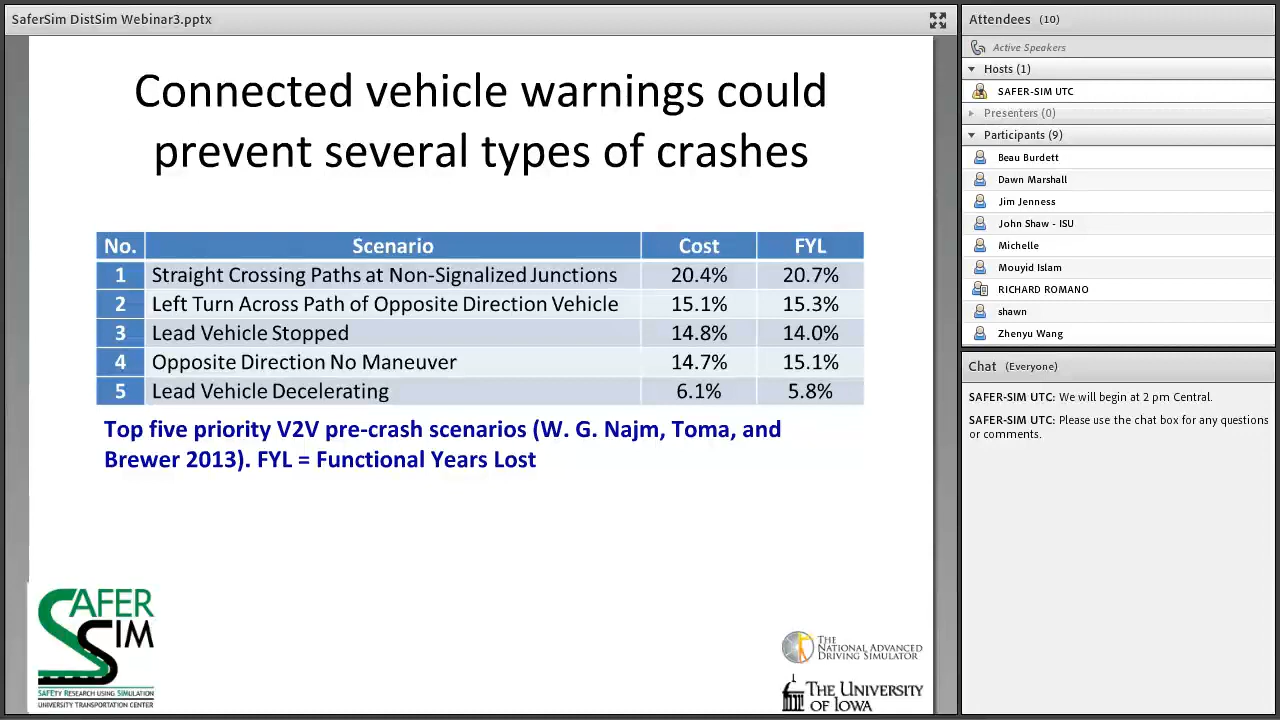 SaferSim DistSim Webinar3.pptx
Connected vehicle warnings could
prevent several types of crashes
No. Scenario Cost FYL
1 Straight Crossing Paths at Non-Signalized Junctions 20.4% 20.7%
2 Left Turn Across Path of Opposite Direction Vehicle 15.1% 15.3%
3 Lead Vehicle Stopped 14.8% 14.0%
4 Opposite Direction No Maneuver 14.7% 15.1%
5 Lead Vehicle Decelerating 6.1% 5.8%
Top five priority V2V pre-crash scenarios (W. G. Najm, Toma, and
Brewer 2013). FYL = Functional Years Lost
SAFER
SIM
SAFETY RESEARCH USING SIMULATION
UNIVERSITY TRANSPORTATION CENTER
THE
NATIONAL ADVANCED
DRIVING SIMULATOR
THE UNIVERSITY
OF IOWA
Attendees (10)
Active Speakers
Hosts (1)
SAFER-SIM UTC
Presenters (0)
Participants (9)
Beau Burdett
Dawn Marshall
Jim Jenness
John Shaw - ISU
Michelle
Mouyid Islam
RICHARD ROMANO
shawn
Zhenyu Wang
Chat (Everyone)
SAFER-SIM UTC: We will begin at 2 pm Central.
SAFER-SIM UTC: Please use the chat box for any questions
or comments.